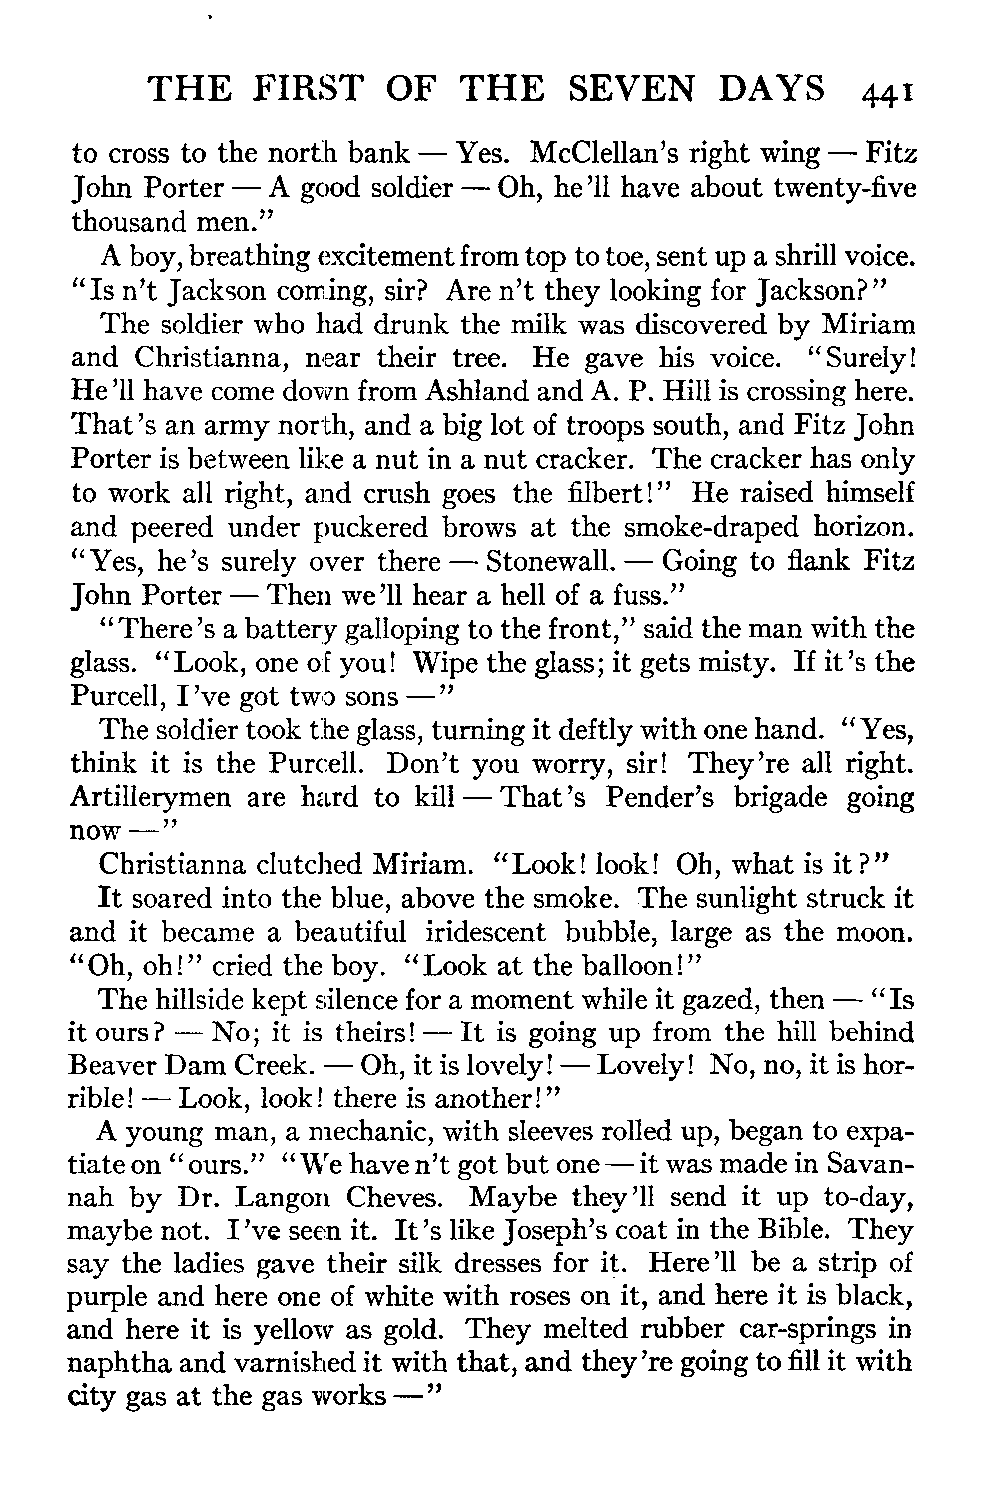 THE FIRST OF THE SEVEN DAYS 441
to cross to the north bank — Yes. McClellan's right wing — Fitz
John Porter — A good soldier — Oh, he'll have about twenty-five
thousand men."
A boy, breathing excitement from top to toe, sent up a shrill voice.
"Is n't Jackson coming, sir? Are n't they looking for Jackson?"
The soldier who had drunk the milk was discovered by Miriam
and Christianna, near their tree. He gave his voice. "Surely!
He'll have come down from Ashland and A. P. Hill is crossing here.
That's an army north, and a big lot of troops south, and Fitz John
Porter is between like a nut in a nut cracker. The cracker has only
to work all right, and crush goes the filbert!" He raised himself
and peered under puckered brows at the smoke-draped horizon.
"Yes, he's surely over there — Stonewall. — Going to flank Fitz
John Porter — Then we'll hear a hell of a fuss."
"There's a battery galloping to the front," said the man with the
glass. "Look, one of you! Wipe the glass; it gets misty. If it's the
Purcell, I've got two sons —"
The soldier took the glass, turning it deftly with one hand. "Yes,
think it is the Purcell. Don't you worry, sir! They're all right.
Artillerymen are hard to kill — That's Pender's brigade going
now —"
Christianna clutched Miriam. "Look! look! Oh, what is it?"
It soared into the blue, above the smoke. The sunlight struck it
and it became a beautiful iridescent bubble, large as the moon.
"Oh, oh!" cried the boy. "Look at the balloon!"
The hillside kept silence for a moment while it gazed, then — "Is
it ours? — No; it is theirs! — It is going up from the hill behind
Beaver Dam Creek. — Oh, it is lovely! — Lovely! No, no, it is hor-
rible! — Look, look! there is another!"
A young man, a mechanic, with sleeves rolled up, began to expa-
tiate on "ours." "We have n't got but one — it was made in Savan-
nah by Dr. Langon Cheves. Maybe they'll send it up to-day,
maybe not. I've seen it. It's like Joseph's coat in the Bible. They
say the ladies gave their silk dresses for it. Here'll be a strip of
purple and here one of white with roses on it, and here it is black,
and here it is yellow as gold. They melted rubber car-springs in
naphtha and varnished it with that, and they're going to fill it with
city gas at the gas works —"